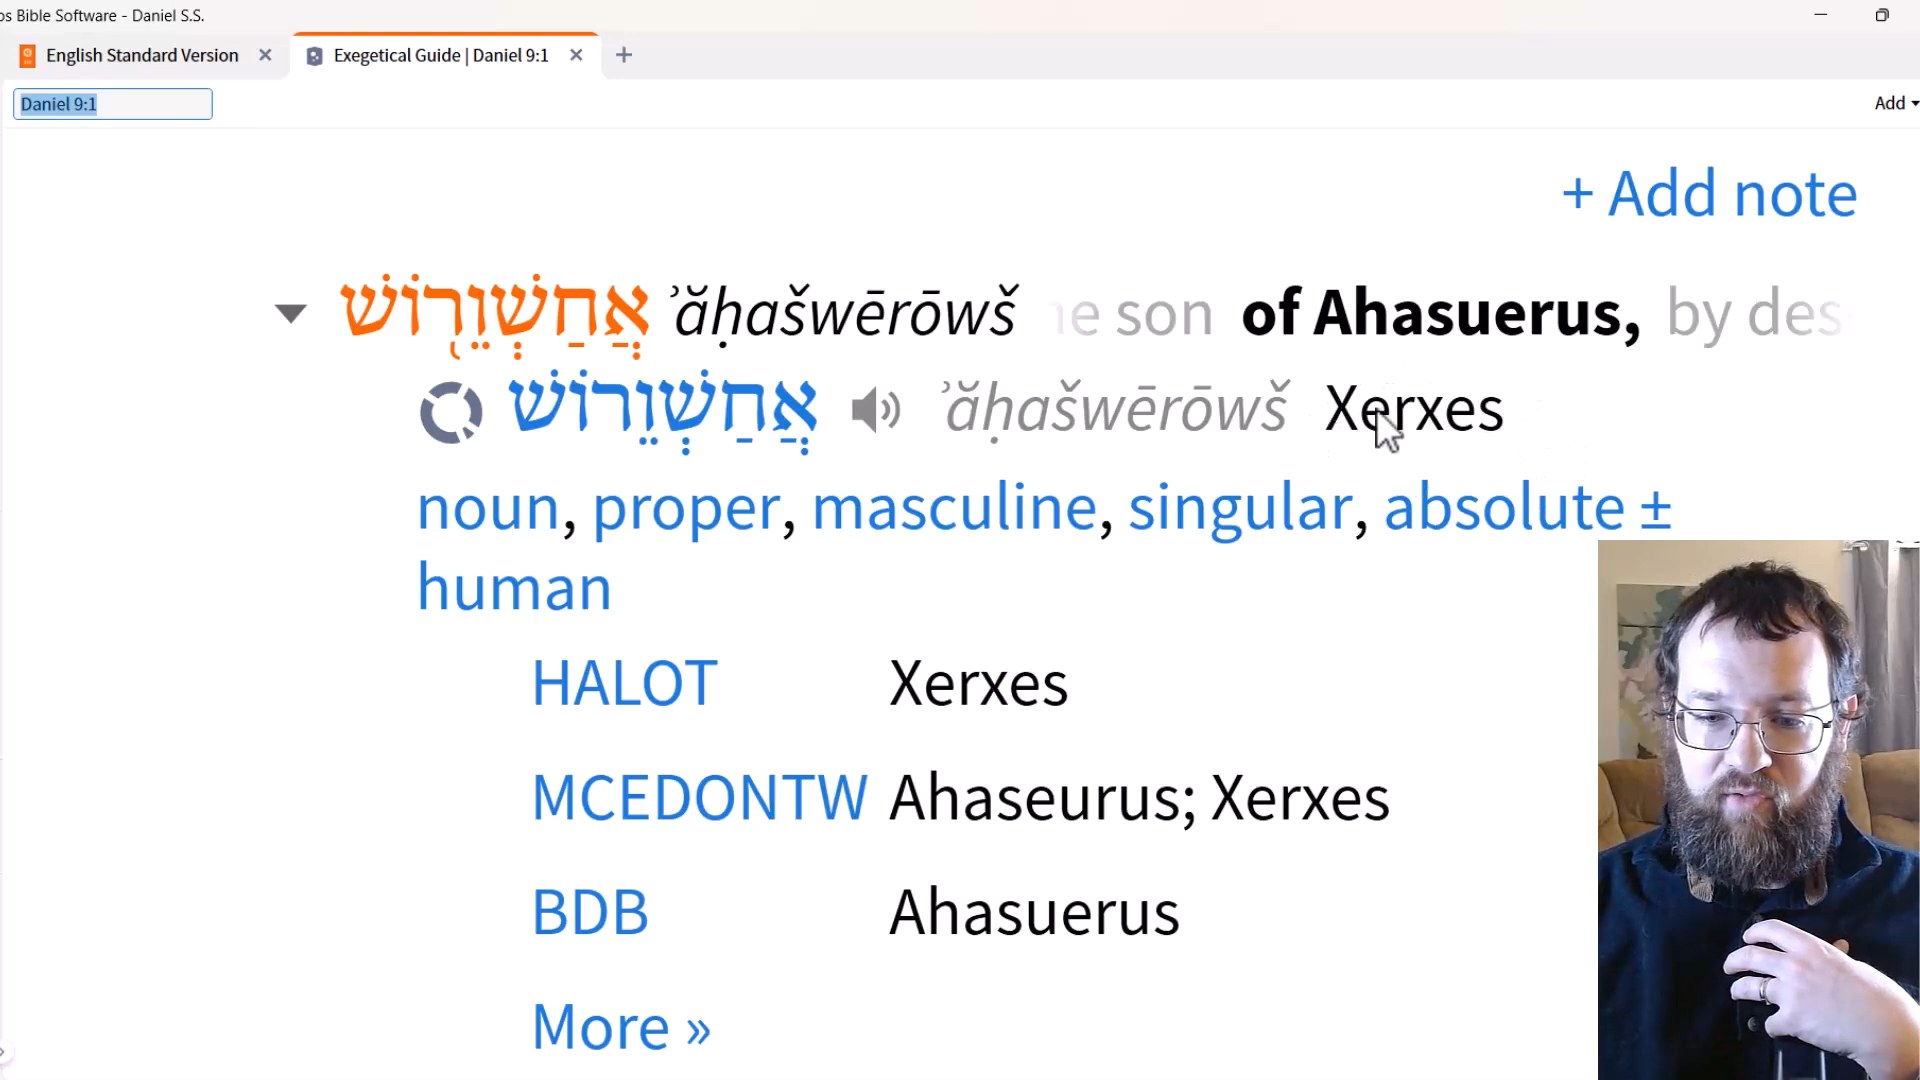 os Bible Software - Daniel S.S.
English Standard Version
Exegetical Guide | Daniel 9:1
Daniel 9:1
Add
+ Add note
אֲחַשְׁוֵר֖וֹשׁ ʾăḥašwērōwš ne son of Ahasuerus, by des
אֲחַשְׁוֵרוֹשׁ ʾăḥašwērōwš Xerxes
noun, proper, masculine, singular, absolute ±
human
HALOT Xerxes
MCEDONTW Ahaseurus; Xerxes
BDB Ahasuerus
More »